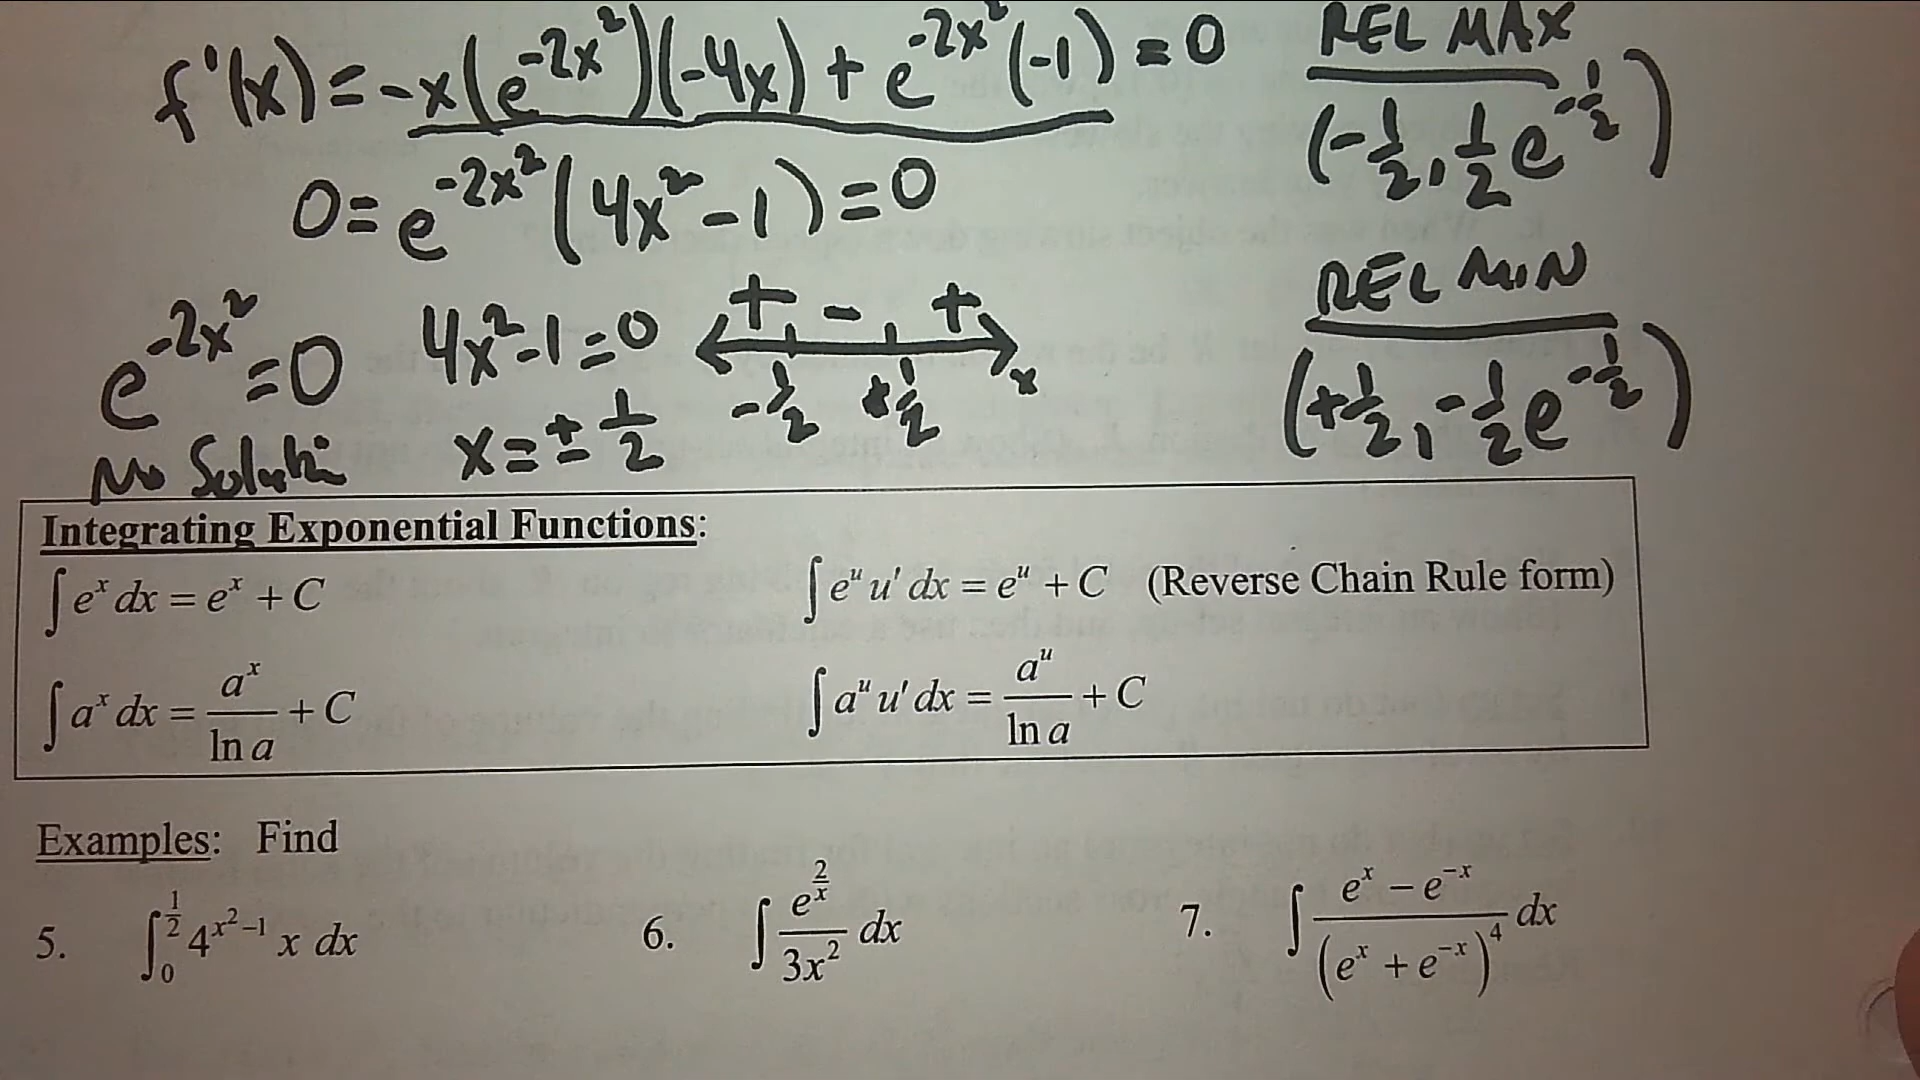 f'(x) = -x(e^{-2x^2})(-4x) + e^{-2x^2}(-1) = 0
0 = e^{-2x^2}(4x^2 - 1) = 0
e^{-2x^2} = 0
No Solution
4x^2 - 1 = 0
x = ± 1/2
+ - +
-1/2 +1/2 x
REL MAX
(-1/2, 1/2 e^{-1/2})
REL MIN
(+1/2, -1/2 e^{-1/2})
Integrating Exponential Functions:
∫ e^x dx = e^x + C ∫ e^u u' dx = e^u + C (Reverse Chain Rule form)
∫ a^x dx = a^x / ln a + C ∫ a^u u' dx = a^u / ln a + C
Examples: Find
5. ∫_0^{1/2} 4^{x^2-1} x dx 6. ∫ e^{2/x} / 3x^2 dx 7. ∫ (e^x - e^{-x}) / (e^x + e^{-x})^4 dx